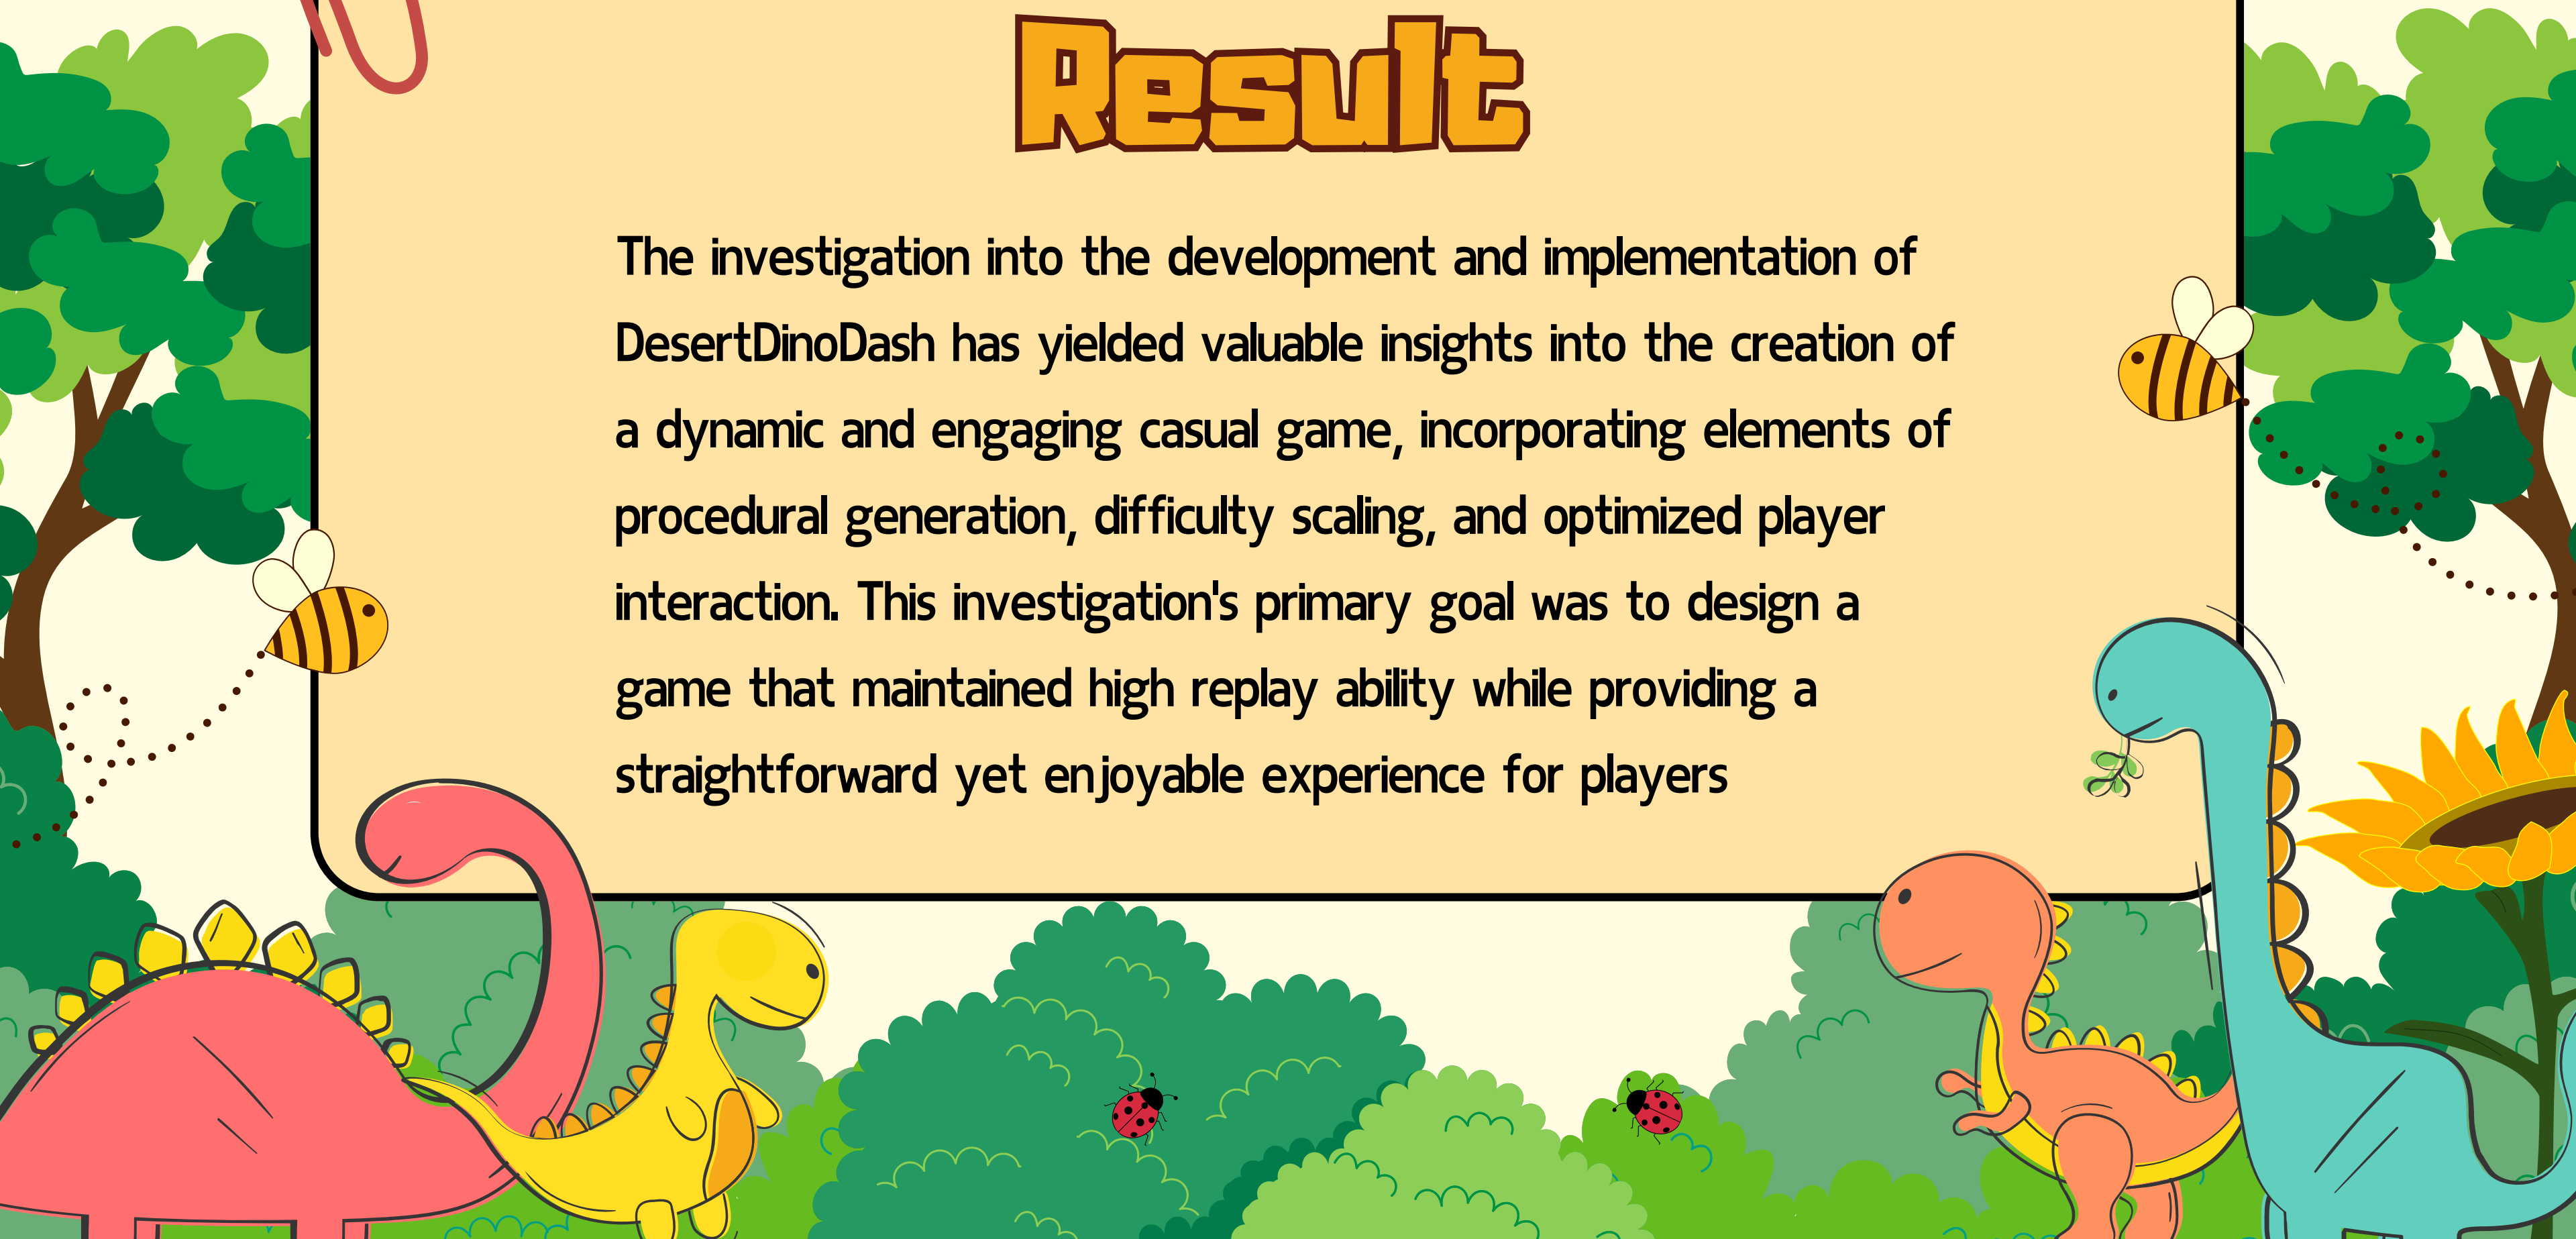 Result
The investigation into the development and implementation of
DesertDinoDash has yielded valuable insights into the creation of
a dynamic and engaging casual game, incorporating elements of
procedural generation, difficulty scaling, and optimized player
interaction. This investigation's primary goal was to design a
game that maintained high replay ability while providing a
straightforward yet enjoyable experience for players